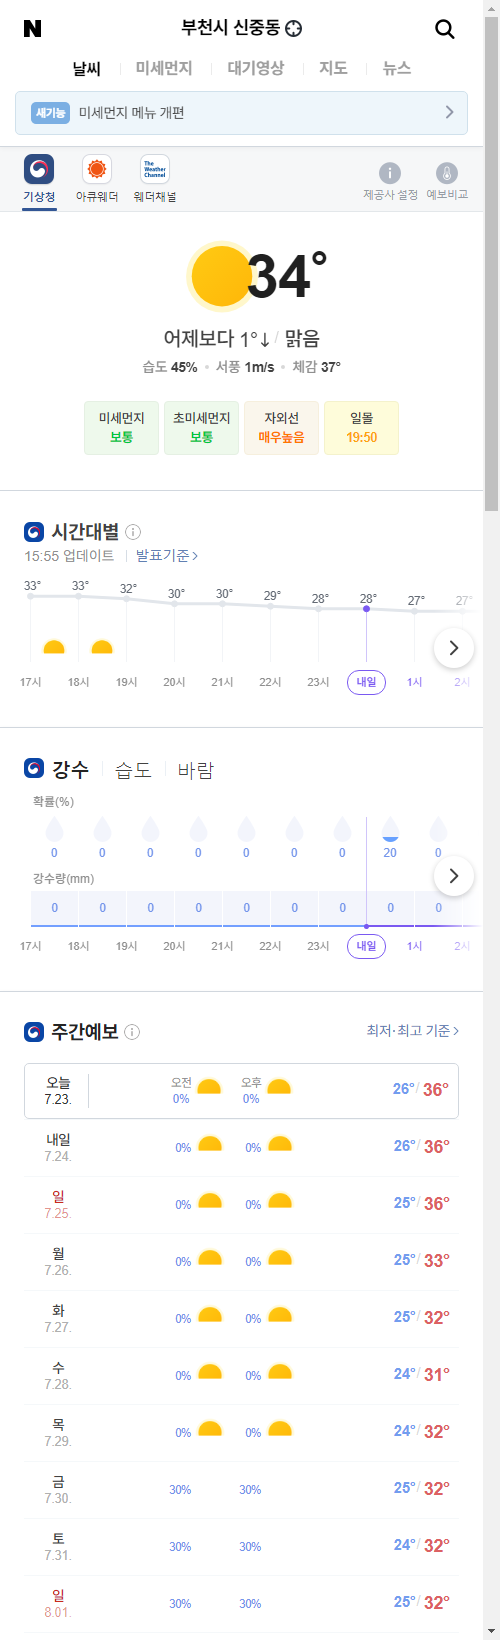 N 부천시 신중동
날씨 미세먼지 대기영상 지도 뉴스
새기능 미세먼지 메뉴 개편
The Weather Channel
기상청 아큐웨더 웨더채널 제공사 설정 예보비교
34°
어제보다 1°↓ / 맑음
습도 45% 서풍 1m/s 체감 37°
미세먼지 초미세먼지 자외선 일몰
보통 보통 매우높음 19:50
시간대별
15:55 업데이트 발표기준
33° 33° 32° 30° 30° 29° 28° 28° 27° 27°
17시 18시 19시 20시 21시 22시 23시 내일 1시 2시
강수 습도 바람
확률(%)
0 0 0 0 0 0 0 20 0
강수량(mm)
0 0 0 0 0 0 0 0 0
17시 18시 19시 20시 21시 22시 23시 내일 1시 2시
주간예보 최저·최고 기준
오늘 오전 오후 26°/ 36°
7.23. 0% 0%
내일 0% 0% 26°/ 36°
7.24.
일 0% 0% 25°/ 36°
7.25.
월 0% 0% 25°/ 33°
7.26.
화 0% 0% 25°/ 32°
7.27.
수 0% 0% 24°/ 31°
7.28.
목 0% 0% 24°/ 32°
7.29.
금 30% 30% 25°/ 32°
7.30.
토 30% 30% 24°/ 32°
7.31.
일 30% 30% 25°/ 32°
8.01.